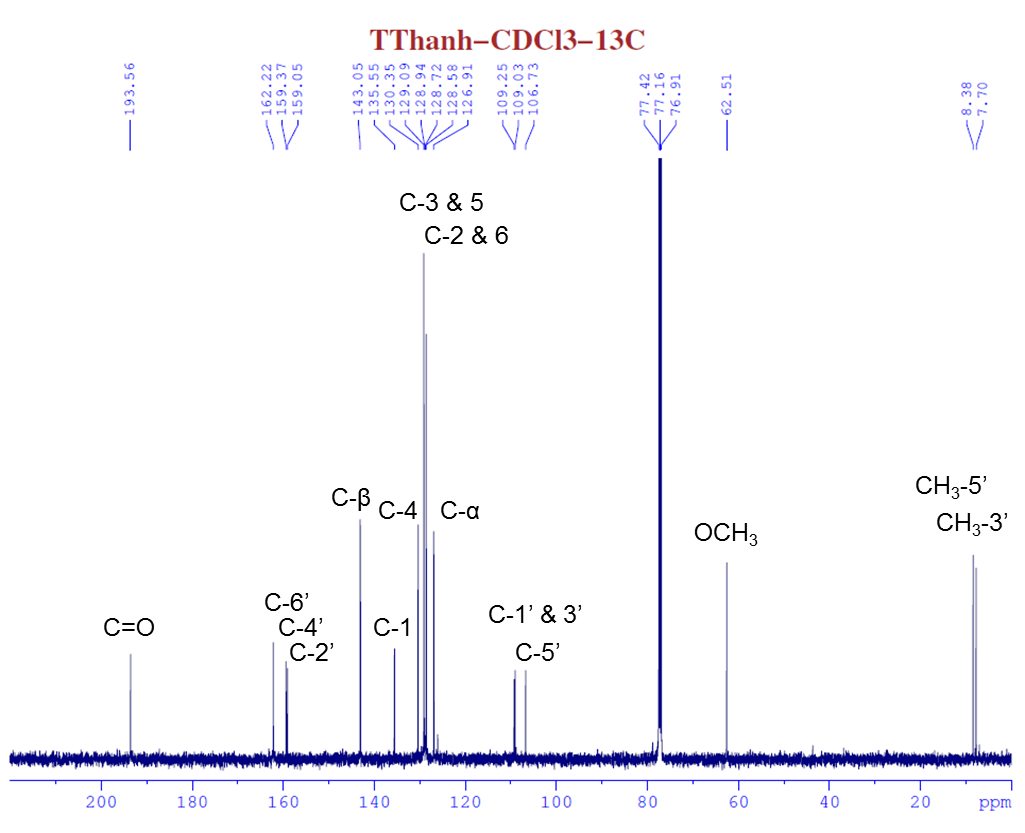 TThanh-CDCl3-13C
193.56
162.22
159.37
159.05
143.05
135.55
130.35
129.09
128.94
128.72
128.58
126.91
109.25
109.03
106.73
77.42
77.16
76.91
62.51
8.38
7.70
C-3 & 5
C-2 & 6
C-β
C-4
C-α
CH₃-5’
CH₃-3’
OCH₃
C-6’
C-1’ & 3’
C=O
C-4’
C-1
C-2’
C-5’
200
180
160
140
120
100
80
60
40
20
ppm